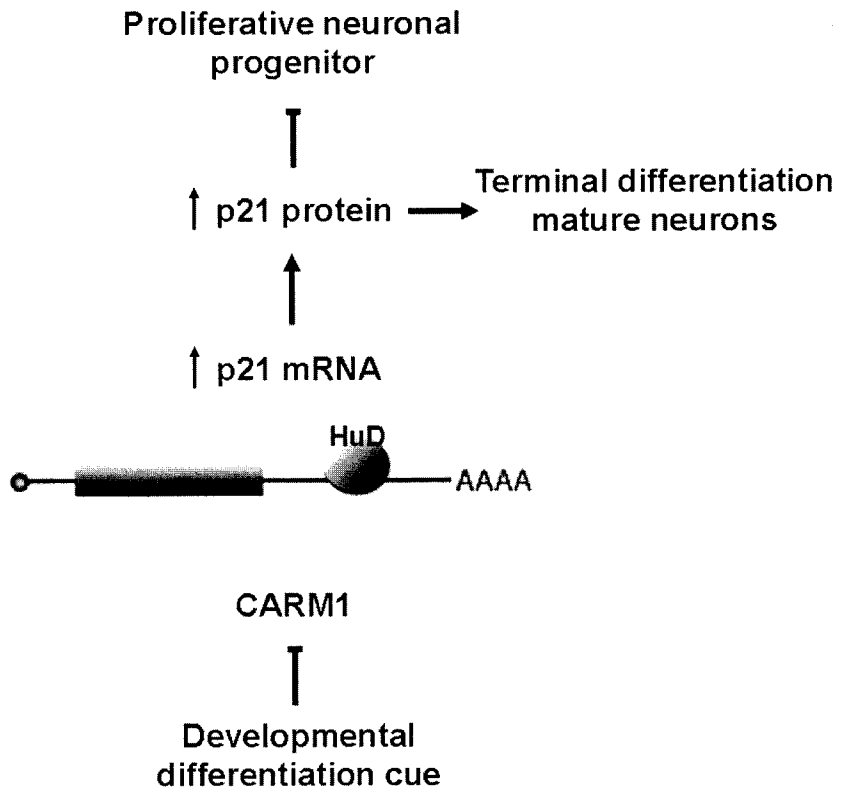 Proliferative neuronal
progenitor
↑ p21 protein
Terminal differentiation
mature neurons
↑ p21 mRNA
HuD
AAAA
CARM1
Developmental
differentiation cue